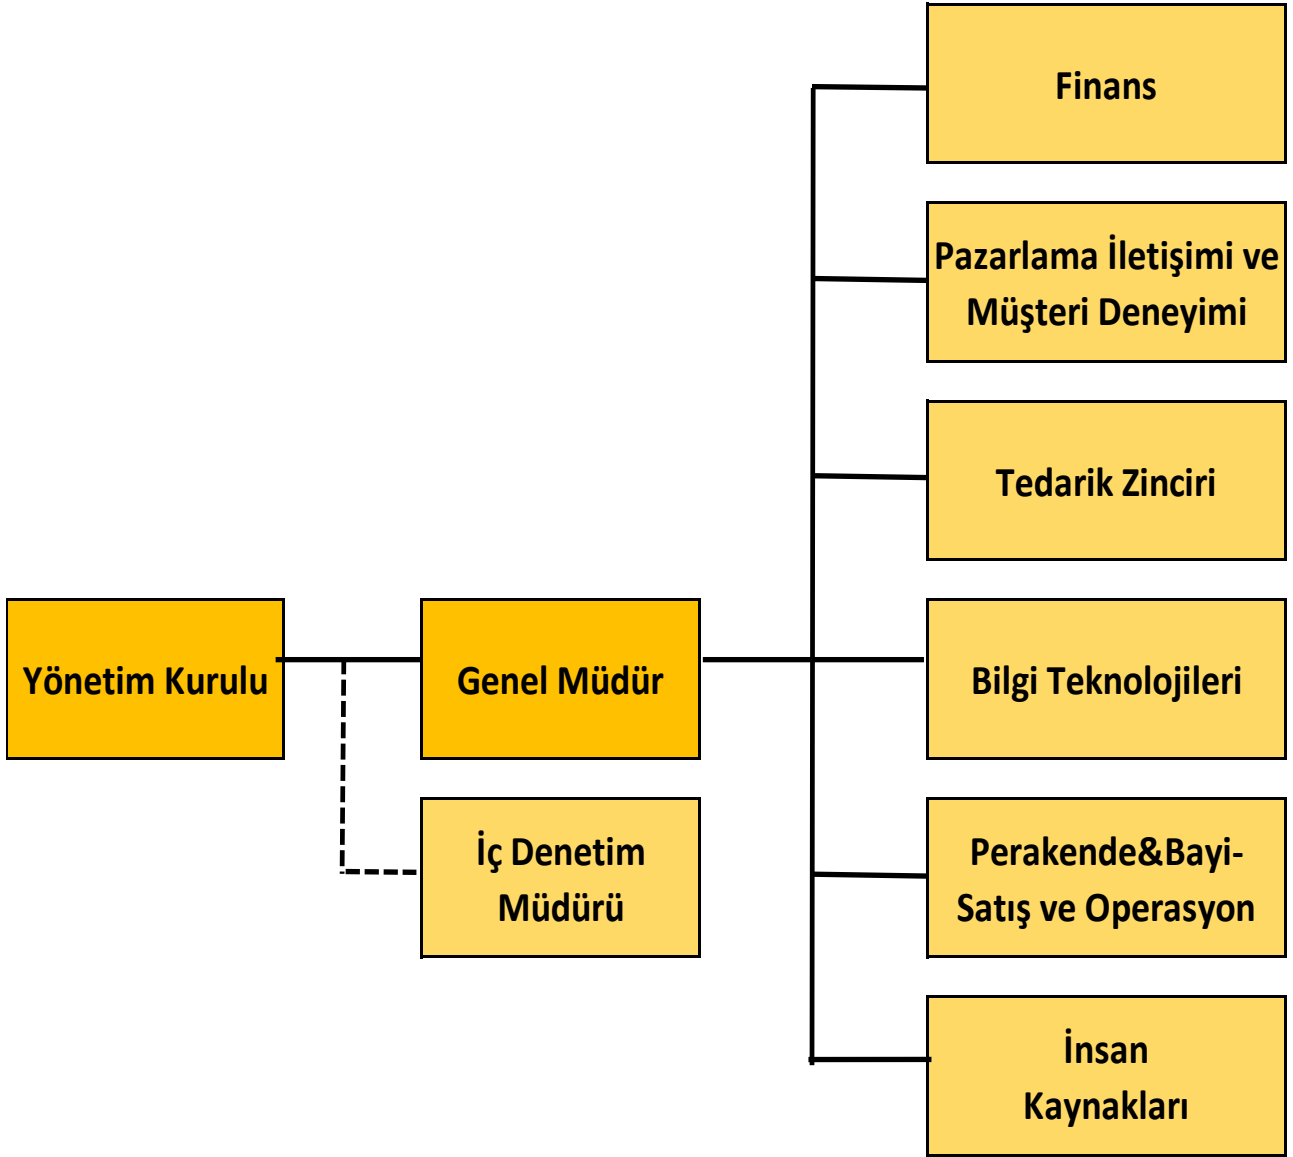 Finans
Pazarlama İletişimi ve
Müşteri Deneyimi
Tedarik Zinciri
Yönetim Kurulu
Genel Müdür
Bilgi Teknolojileri
İç Denetim
Müdürü
Perakende&Bayi-
Satış ve Operasyon
İnsan
Kaynakları